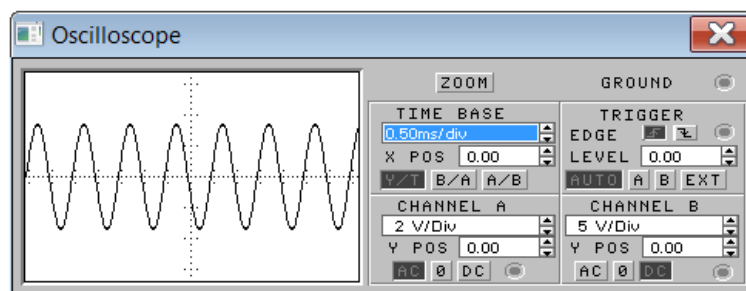 Oscilloscope
ZOOM GROUND
TIME BASE
0.50ms/div
X POS 0.00
Y/T B/A A/B
TRIGGER
EDGE
LEVEL 0.00
AUTO A B EXT
CHANNEL A
2 V/Div
Y POS 0.00
AC 0 DC
CHANNEL B
5 V/Div
Y POS 0.00
AC 0 DC